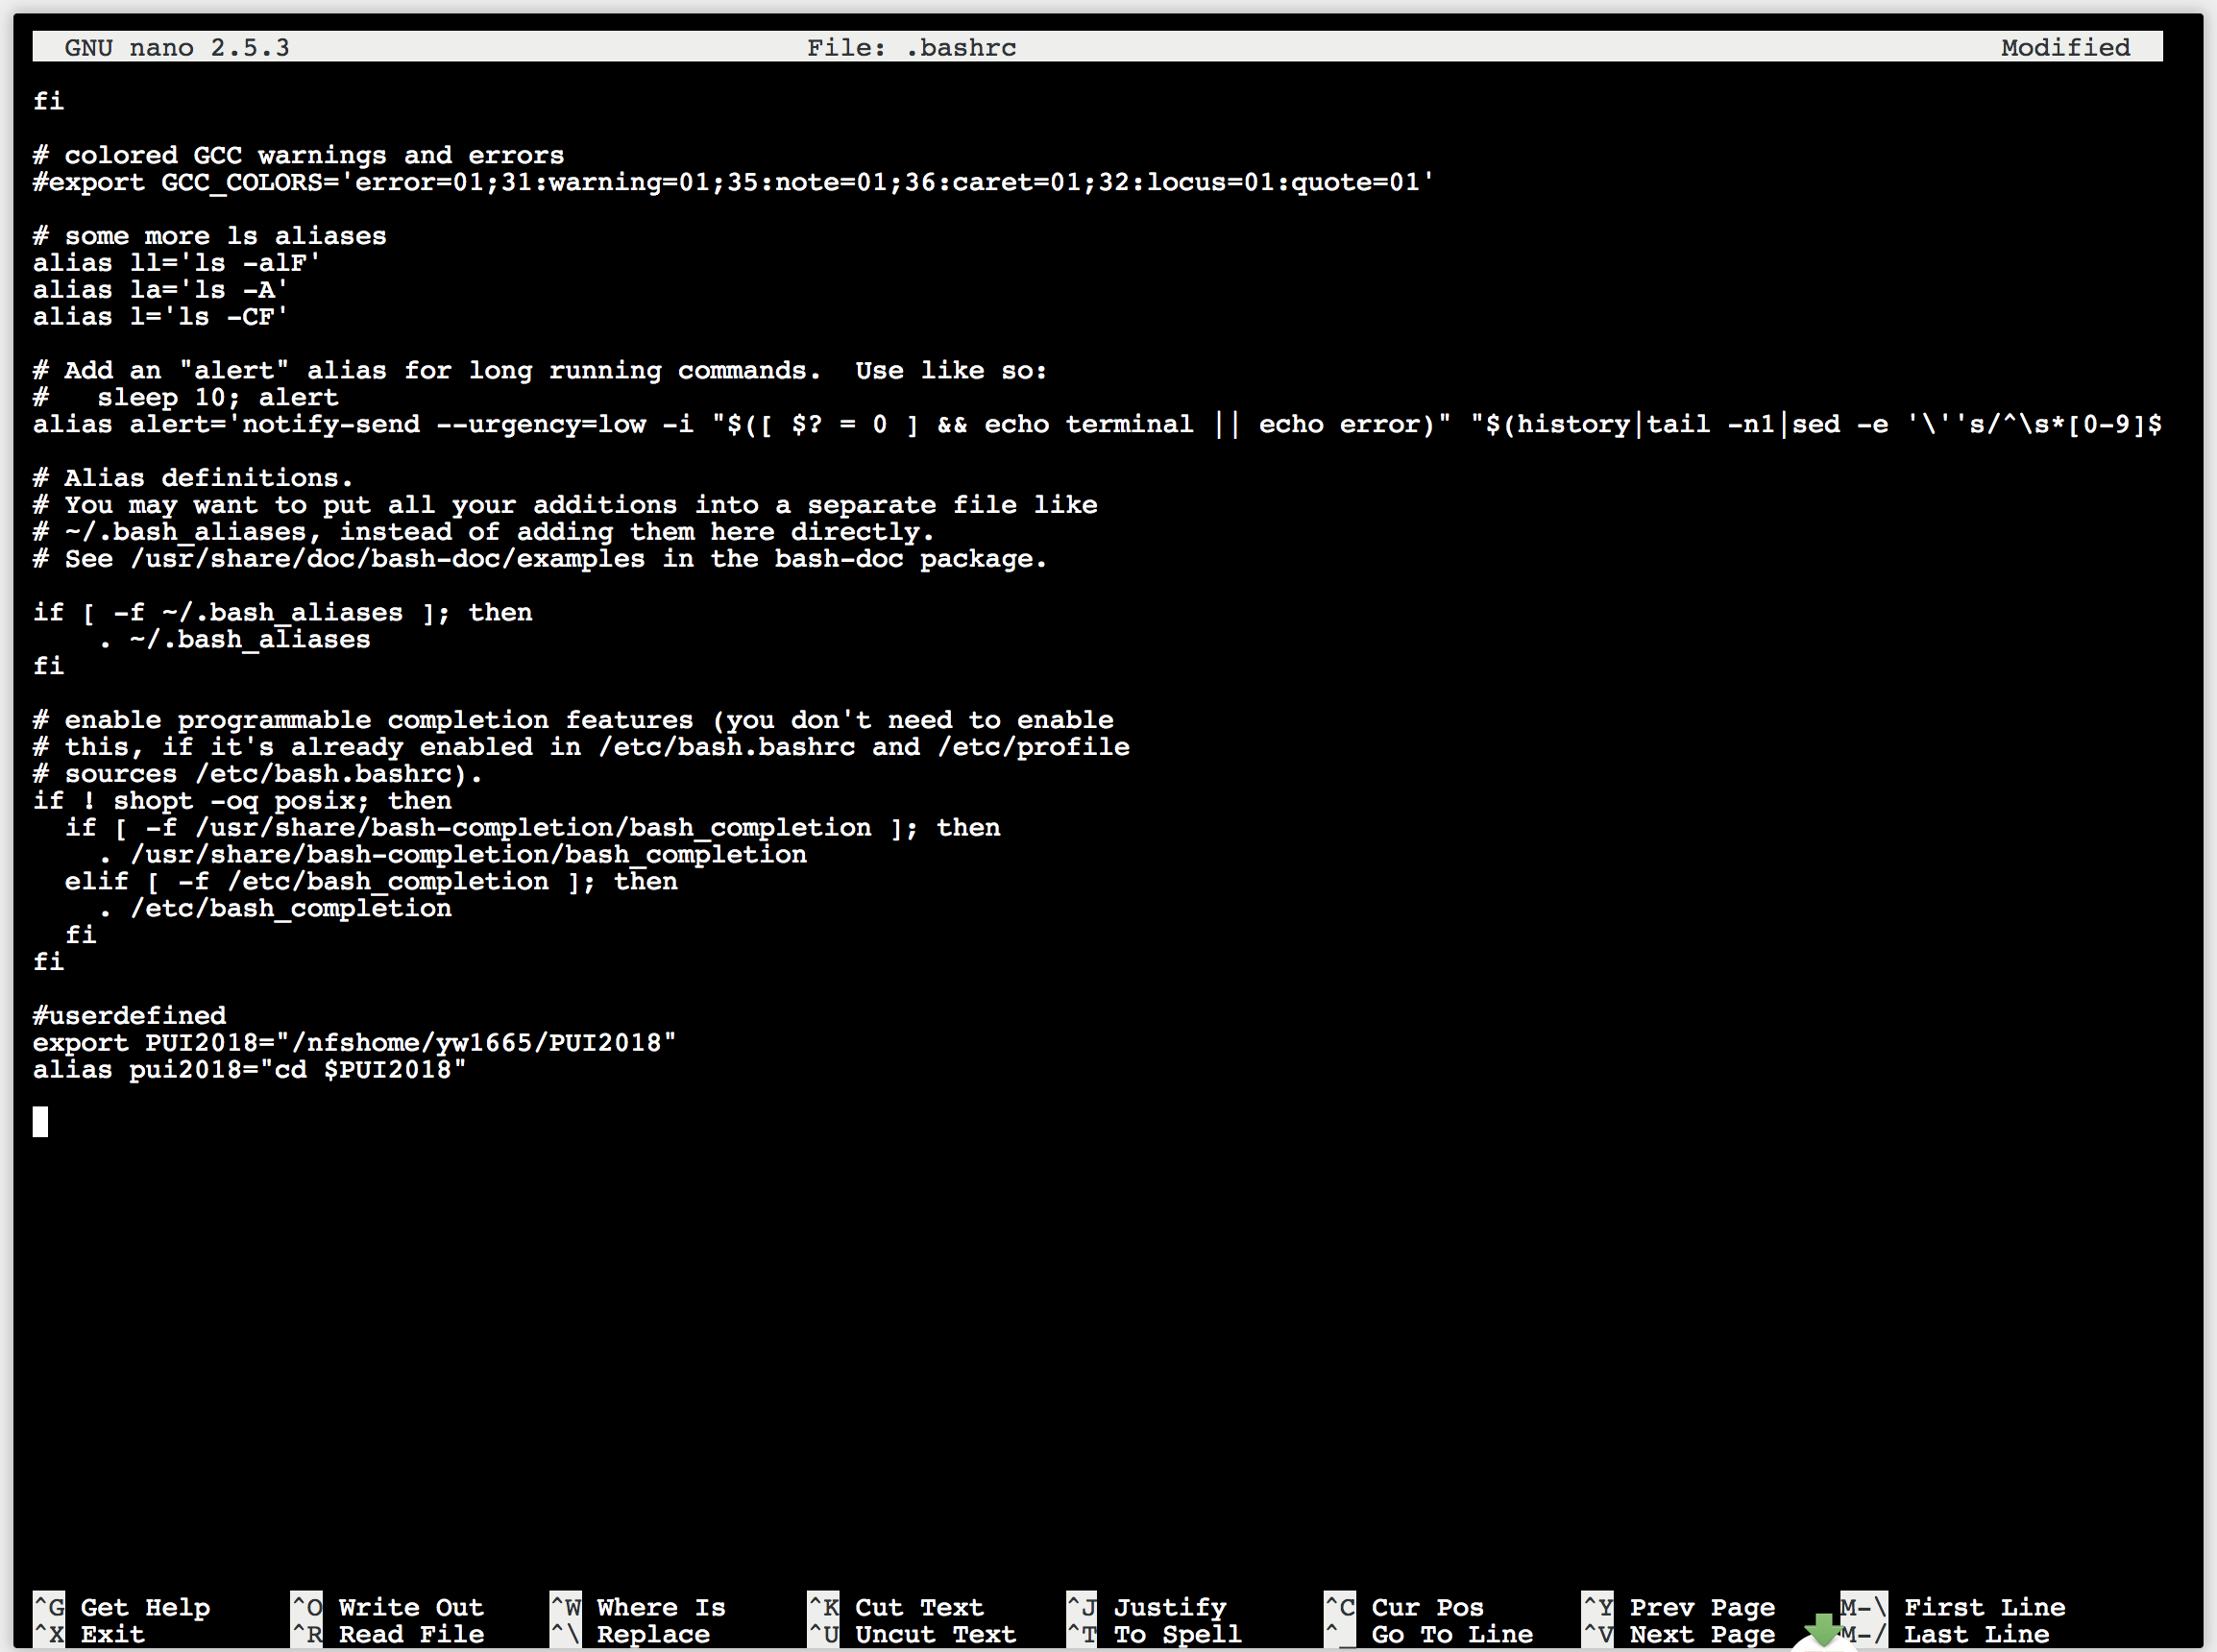 GNU nano 2.5.3 File: .bashrc Modified
fi
# colored GCC warnings and errors
#export GCC_COLORS='error=01;31:warning=01;35:note=01;36:caret=01;32:locus=01:quote=01'
# some more ls aliases
alias ll='ls -alF'
alias la='ls -A'
alias l='ls -CF'
# Add an "alert" alias for long running commands.  Use like so:
#   sleep 10; alert
alias alert='notify-send --urgency=low -i "$([ $? = 0 ] && echo terminal || echo error)" "$(history|tail -n1|sed -e '\''s/^\s*[0-9]$
# Alias definitions.
# You may want to put all your additions into a separate file like
# ~/.bash_aliases, instead of adding them here directly.
# See /usr/share/doc/bash-doc/examples in the bash-doc package.
if [ -f ~/.bash_aliases ]; then
    . ~/.bash_aliases
fi
# enable programmable completion features (you don't need to enable
# this, if it's already enabled in /etc/bash.bashrc and /etc/profile
# sources /etc/bash.bashrc).
if ! shopt -oq posix; then
  if [ -f /usr/share/bash-completion/bash_completion ]; then
    . /usr/share/bash-completion/bash_completion
  elif [ -f /etc/bash_completion ]; then
    . /etc/bash_completion
  fi
fi
#userdefined
export PUI2018="/nfshome/yw1665/PUI2018"
alias pui2018="cd $PUI2018"
^G Get Help ^O Write Out ^W Where Is ^K Cut Text ^J Justify ^C Cur Pos ^Y Prev Page M-\ First Line
^X Exit ^R Read File ^\ Replace ^U Uncut Text ^T To Spell ^_ Go To Line ^V Next Page M-/ Last Line